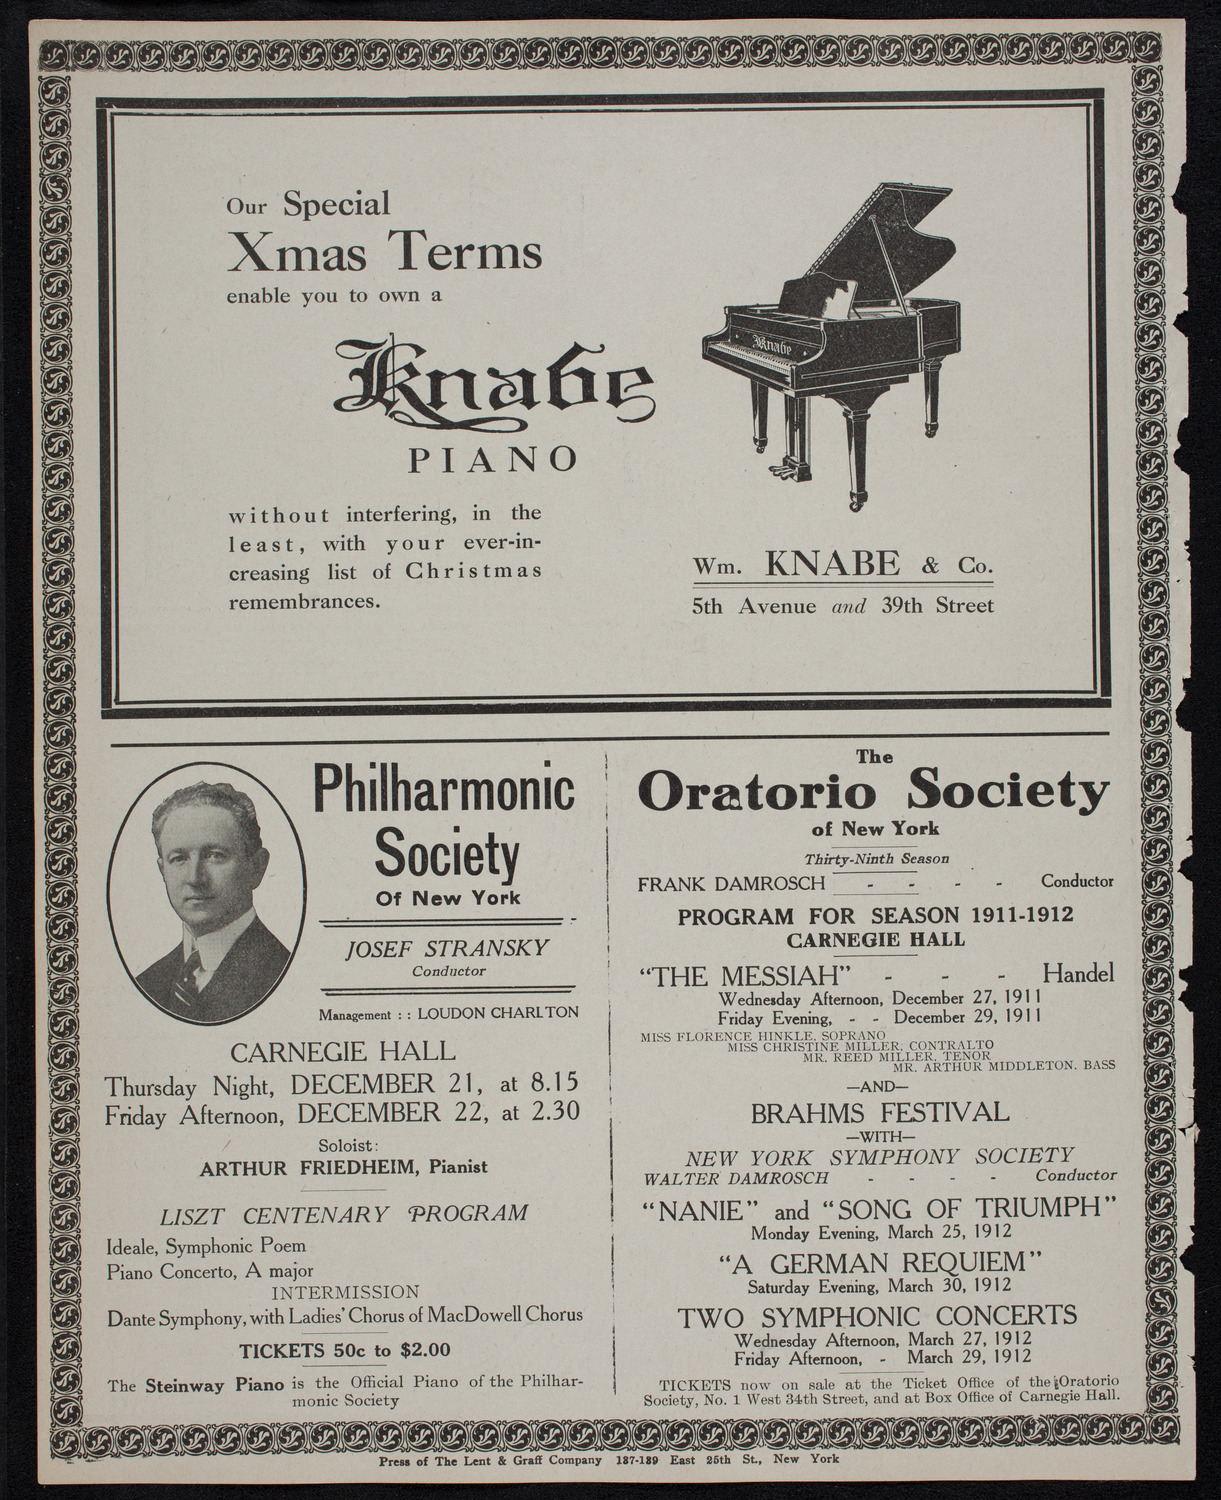 Our Special
Xmas Terms
enable you to own a
Knabe
PIANO
without interfering, in the
least, with your ever-in-
creasing list of Christmas
remembrances.
Knabe
Wm. KNABE & Co.
5th Avenue and 39th Street
Philharmonic
Society
Of New York
JOSEF STRANSKY
Conductor
Management : : LOUDON CHARLTON
CARNEGIE HALL
Thursday Night, DECEMBER 21, at 8.15
Friday Afternoon, DECEMBER 22, at 2.30
Soloist:
ARTHUR FRIEDHEIM, Pianist
LISZT CENTENARY PROGRAM
Ideale, Symphonic Poem
Piano Concerto, A major
INTERMISSION
Dante Symphony, with Ladies' Chorus of MacDowell Chorus
TICKETS 50c to $2.00
The Steinway Piano is the Official Piano of the Philhar-
monic Society
The
Oratorio Society
of New York
Thirty-Ninth Season
FRANK DAMROSCH - - - - Conductor
PROGRAM FOR SEASON 1911-1912
CARNEGIE HALL
"THE MESSIAH" - - - Handel
Wednesday Afternoon, December 27, 1911
Friday Evening, - - December 29, 1911
MISS FLORENCE HINKLE, SOPRANO
MISS CHRISTINE MILLER, CONTRALTO
MR. REED MILLER, TENOR
MR. ARTHUR MIDDLETON, BASS
—AND—
BRAHMS FESTIVAL
—WITH—
NEW YORK SYMPHONY SOCIETY
WALTER DAMROSCH - - - - Conductor
"NANIE" and "SONG OF TRIUMPH"
Monday Evening, March 25, 1912
"A GERMAN REQUIEM"
Saturday Evening, March 30, 1912
TWO SYMPHONIC CONCERTS
Wednesday Afternoon, March 27, 1912
Friday Afternoon, - March 29, 1912
TICKETS now on sale at the Ticket Office of the Oratorio
Society, No. 1 West 34th Street, and at Box Office of Carnegie Hall.
Press of The Lent & Graff Company 137-139 East 25th St., New York